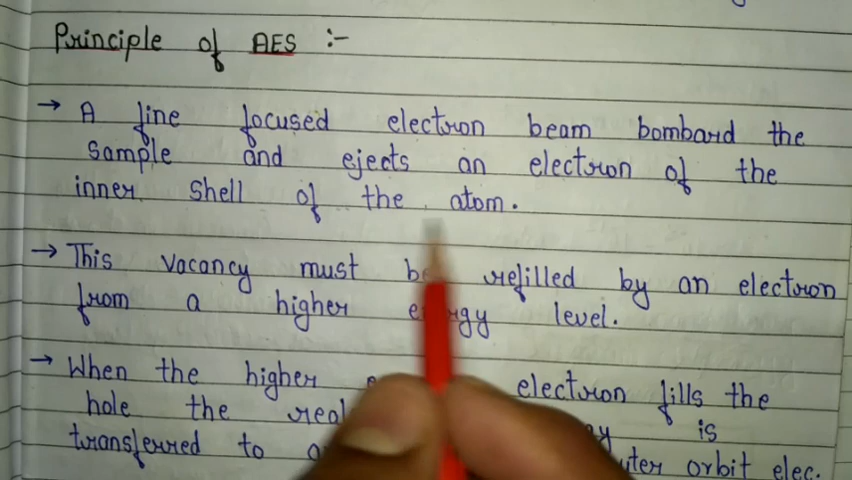 Principle of AES :-
→ A fine focused electron beam bombard the
sample and ejects an electron of the
inner shell of the atom.
→ This vacancy must be refilled by an electron
from a higher energy level.
→ When the higher electron fills the
hole the is
transferred to orbit elec.